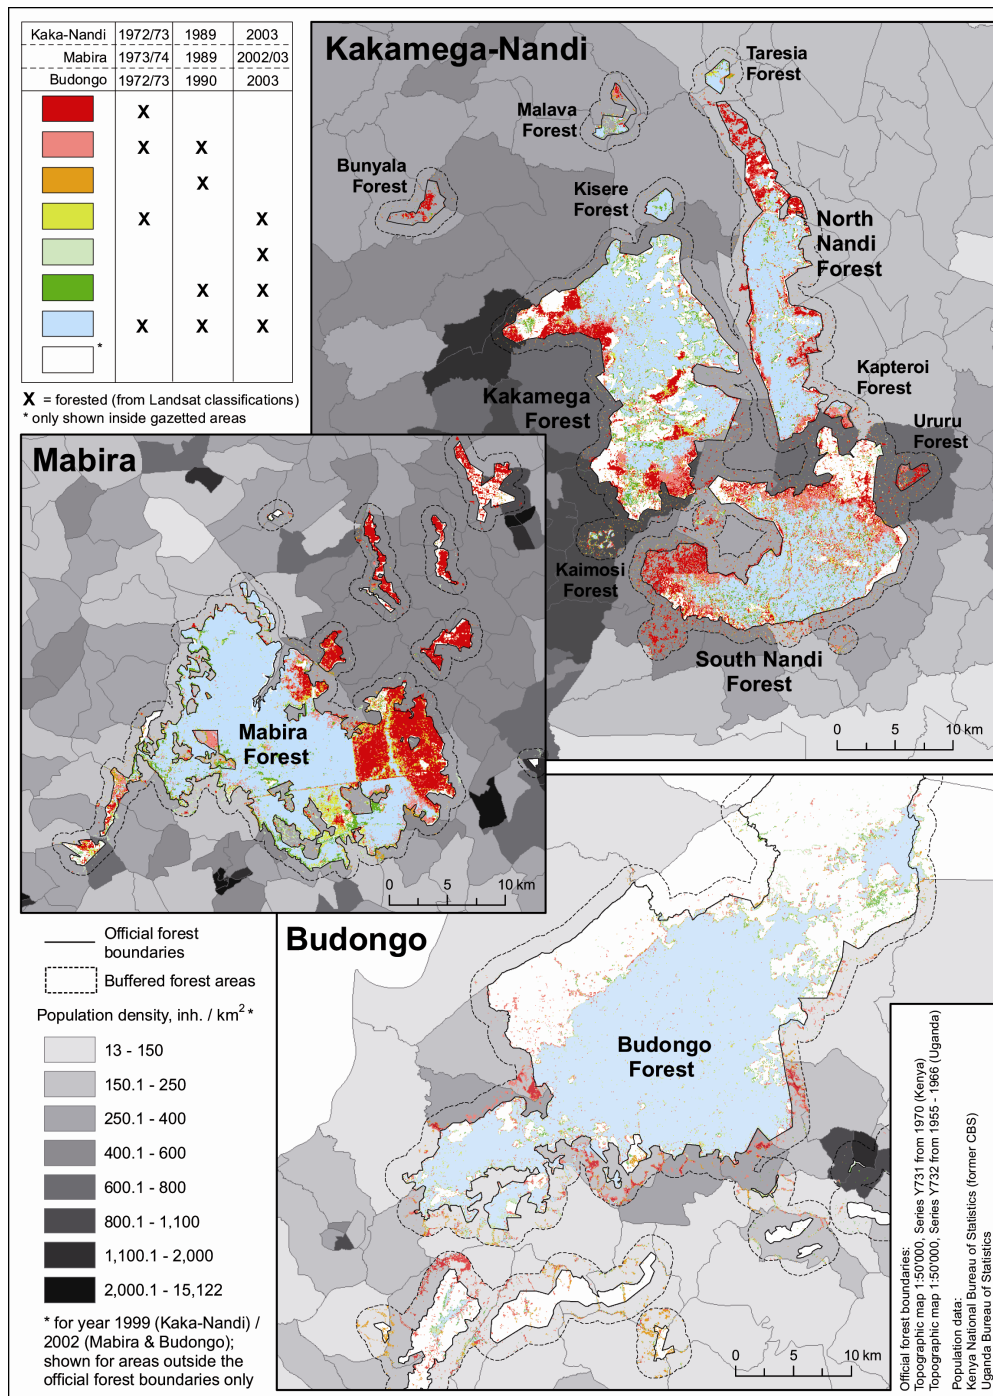 Kaka-Nandi 1972/73 1989 2003
Mabira 1973/74 1989 2002/03
Budongo 1972/73 1990 2003
X
X X
X
X X
X
X X
X X X
*
X = forested (from Landsat classifications)
* only shown inside gazetted areas
Kakamega-Nandi
Taresia
Forest
Malava
Forest
Bunyala
Forest
Kisere
Forest
North
Nandi
Forest
Kapteroi
Forest
Kakamega
Forest
Ururu
Forest
Kaimosi
Forest
South Nandi
Forest
0 5 10 km
Mabira
Mabira
Forest
0 5 10 km
Budongo
Budongo
Forest
0 5 10 km
Official forest
boundaries
Buffered forest areas
Population density, inh. / km2 *
13 - 150
150.1 - 250
250.1 - 400
400.1 - 600
600.1 - 800
800.1 - 1,100
1,100.1 - 2,000
2,000.1 - 15,122
* for year 1999 (Kaka-Nandi) /
2002 (Mabira & Budongo);
shown for areas outside the
official forest boundaries only
Official forest boundaries:
Topographic map 1:50'000, Series Y731 from 1970 (Kenya)
Topographic map 1:50'000, Series Y732 from 1955 - 1966 (Uganda)
Population data:
Kenya National Bureau of Statistics (former CBS)
Uganda Bureau of Statistics